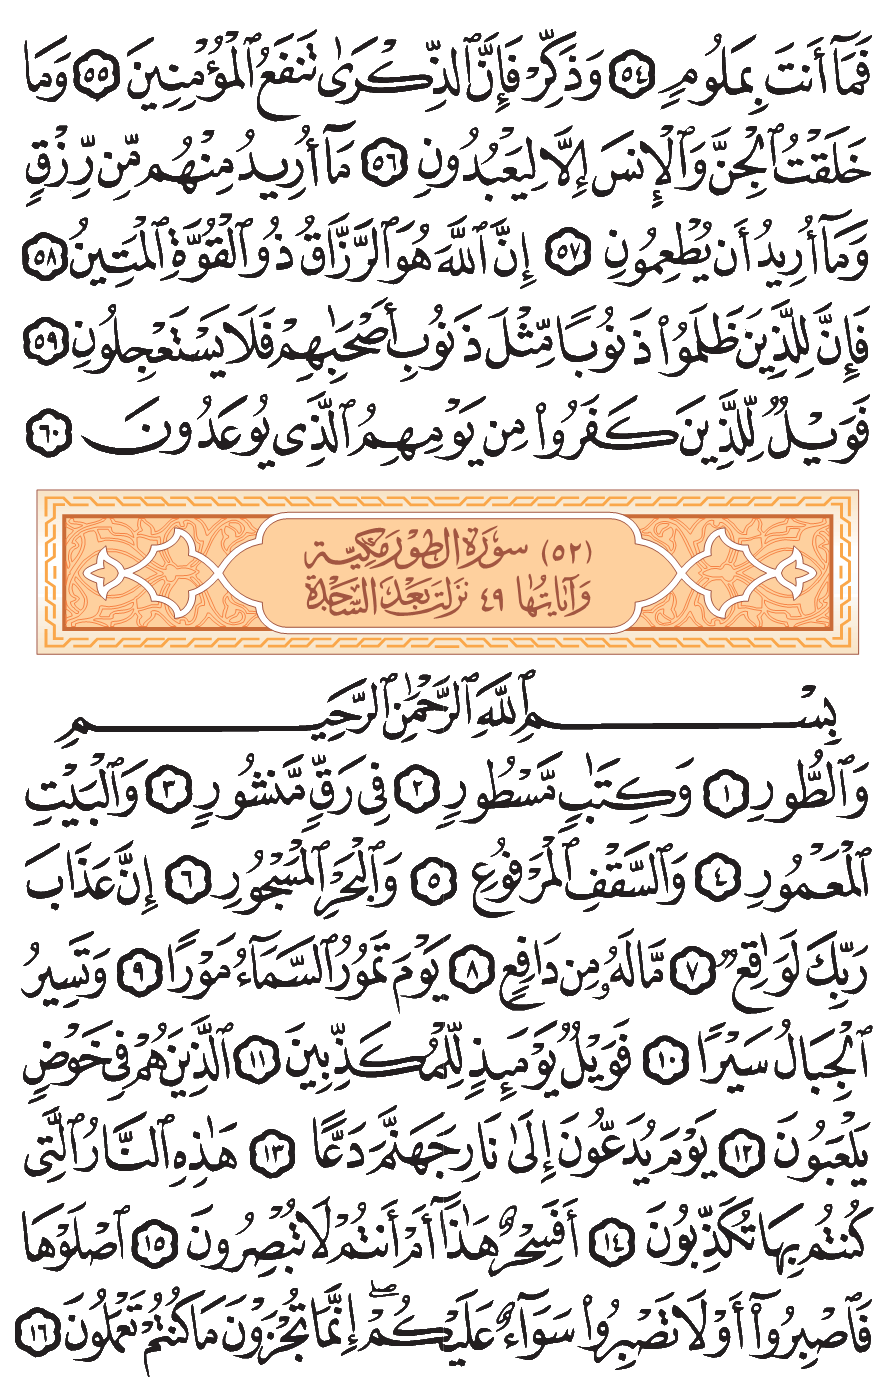 فَمَآ أَنتَ بِمَلُومٍ ٥٤ وَذَكِّرْ فَإِنَّ ٱلذِّكْرَىٰ تَنفَعُ ٱلْمُؤْمِنِينَ ٥٥ وَمَا
خَلَقْتُ ٱلْجِنَّ وَٱلْإِنسَ إِلَّا لِيَعْبُدُونِ ٥٦ مَآ أُرِيدُ مِنْهُم مِّن رِّزْقٍ
وَمَآ أُرِيدُ أَن يُطْعِمُونِ ٥٧ إِنَّ ٱللَّهَ هُوَ ٱلرَّزَّاقُ ذُو ٱلْقُوَّةِ ٱلْمَتِينُ ٥٨
فَإِنَّ لِلَّذِينَ ظَلَمُوا۟ ذَنُوبًا مِّثْلَ ذَنُوبِ أَصْحَٰبِهِمْ فَلَا يَسْتَعْجِلُونِ ٥٩
فَوَيْلٌ لِّلَّذِينَ كَفَرُوا۟ مِن يَوْمِهِمُ ٱلَّذِى يُوعَدُونَ ٦٠
(٥٢) سورة الطور مكية
وآياتها ٤٩ نزلت بعد السجدة
بِسْمِ ٱللَّهِ ٱلرَّحْمَٰنِ ٱلرَّحِيمِ
وَٱلطُّورِ ١ وَكِتَٰبٍ مَّسْطُورٍ ٢ فِى رَقٍّ مَّنشُورٍ ٣ وَٱلْبَيْتِ
ٱلْمَعْمُورِ ٤ وَٱلسَّقْفِ ٱلْمَرْفُوعِ ٥ وَٱلْبَحْرِ ٱلْمَسْجُورِ ٦ إِنَّ عَذَابَ
رَبِّكَ لَوَٰقِعٌ ٧ مَّا لَهُۥ مِن دَافِعٍ ٨ يَوْمَ تَمُورُ ٱلسَّمَآءُ مَوْرًا ٩ وَتَسِيرُ
ٱلْجِبَالُ سَيْرًا ١٠ فَوَيْلٌ يَوْمَئِذٍ لِّلْمُكَذِّبِينَ ١١ ٱلَّذِينَ هُمْ فِى خَوْضٍ
يَلْعَبُونَ ١٢ يَوْمَ يُدَعُّونَ إِلَىٰ نَارِ جَهَنَّمَ دَعًّا ١٣ هَٰذِهِ ٱلنَّارُ ٱلَّتِى
كُنتُم بِهَا تُكَذِّبُونَ ١٤ أَفَسِحْرٌ هَٰذَآ أَمْ أَنتُمْ لَا تُبْصِرُونَ ١٥ ٱصْلَوْهَا
فَٱصْبِرُوٓا۟ أَوْ لَا تَصْبِرُوا۟ سَوَآءٌ عَلَيْكُمْ ۖ إِنَّمَا تُجْزَوْنَ مَا كُنتُمْ تَعْمَلُونَ ١٦